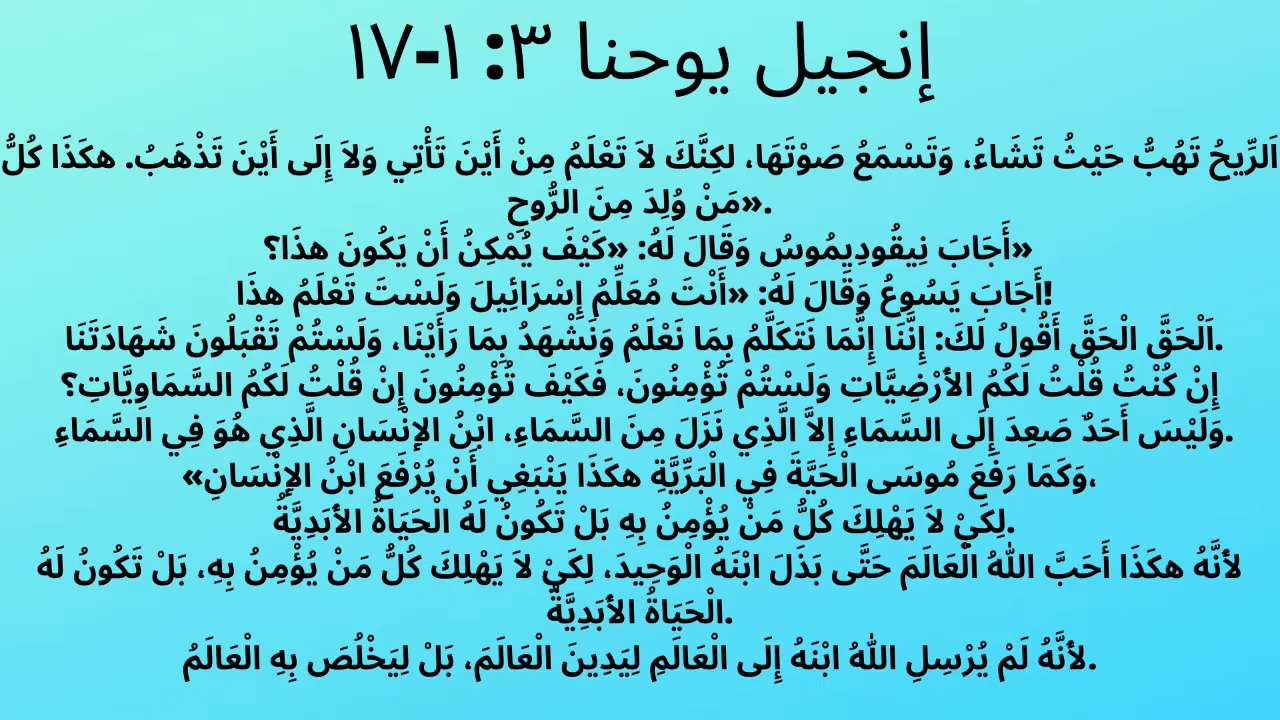 إنجيل يوحنا ٣: ١-١٧
اَلرِّيحُ تَهُبُّ حَيْثُ تَشَاءُ، وَتَسْمَعُ صَوْتَهَا، لكِنَّكَ لاَ تَعْلَمُ مِنْ أَيْنَ تَأْتِي وَلاَ إِلَى أَيْنَ تَذْهَبُ. هكَذَا كُلُّ
مَنْ وُلِدَ مِنَ الرُّوحِ».
أَجَابَ نِيقُودِيمُوسُ وَقَالَ لَهُ: «كَيْفَ يُمْكِنُ أَنْ يَكُونَ هذَا؟»
أَجَابَ يَسُوعُ وَقَالَ لَهُ: «أَنْتَ مُعَلِّمُ إِسْرَائِيلَ وَلَسْتَ تَعْلَمُ هذَا!
اَلْحَقَّ الْحَقَّ أَقُولُ لَكَ: إِنَّنَا إِنَّمَا نَتَكَلَّمُ بِمَا نَعْلَمُ وَنَشْهَدُ بِمَا رَأَيْنَا، وَلَسْتُمْ تَقْبَلُونَ شَهَادَتَنَا.
إِنْ كُنْتُ قُلْتُ لَكُمُ الأَرْضِيَّاتِ وَلَسْتُمْ تُؤْمِنُونَ، فَكَيْفَ تُؤْمِنُونَ إِنْ قُلْتُ لَكُمُ السَّمَاوِيَّاتِ؟
وَلَيْسَ أَحَدٌ صَعِدَ إِلَى السَّمَاءِ إِلاَّ الَّذِي نَزَلَ مِنَ السَّمَاءِ، ابْنُ الإِنْسَانِ الَّذِي هُوَ فِي السَّمَاءِ.
«وَكَمَا رَفَعَ مُوسَى الْحَيَّةَ فِي الْبَرِّيَّةِ هكَذَا يَنْبَغِي أَنْ يُرْفَعَ ابْنُ الإِنْسَانِ،
لِكَيْ لاَ يَهْلِكَ كُلُّ مَنْ يُؤْمِنُ بِهِ بَلْ تَكُونُ لَهُ الْحَيَاةُ الأَبَدِيَّةُ.
لأَنَّهُ هكَذَا أَحَبَّ اللهُ الْعَالَمَ حَتَّى بَذَلَ ابْنَهُ الْوَحِيدَ، لِكَيْ لاَ يَهْلِكَ كُلُّ مَنْ يُؤْمِنُ بِهِ، بَلْ تَكُونُ لَهُ
الْحَيَاةُ الأَبَدِيَّةُ.
لأَنَّهُ لَمْ يُرْسِلِ اللهُ ابْنَهُ إِلَى الْعَالَمِ لِيَدِينَ الْعَالَمَ، بَلْ لِيَخْلُصَ بِهِ الْعَالَمُ.